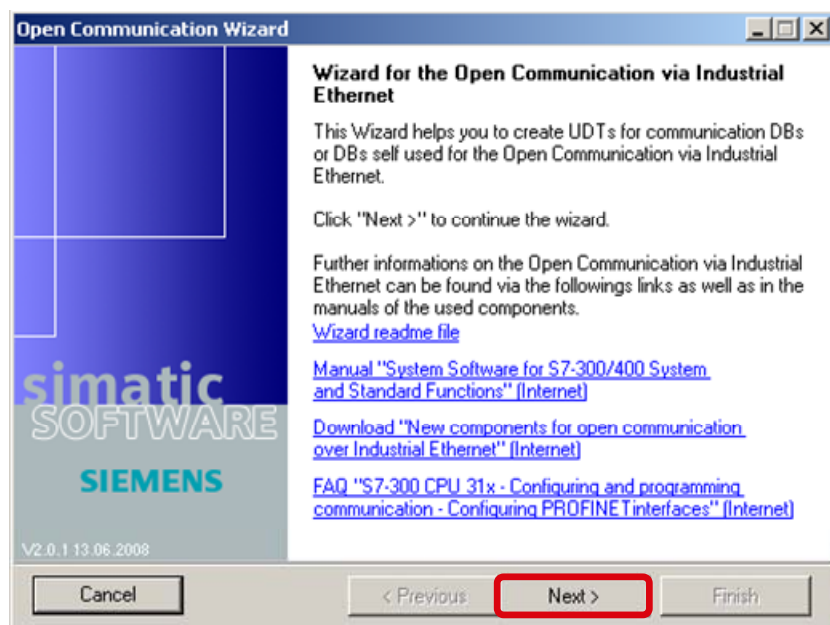 Open Communication Wizard
Wizard for the Open Communication via Industrial
Ethernet
This Wizard helps you to create UDTs for communication DBs
or DBs self used for the Open Communication via Industrial
Ethernet.
Click "Next >" to continue the wizard.
Further informations on the Open Communication via Industrial
Ethernet can be found via the followings links as well as in the
manuals of the used components.
Wizard readme file
Manual "System Software for S7-300/400 System
and Standard Functions" (Internet)
Download "New components for open communication
over Industrial Ethernet" (Internet)
FAQ "S7-300 CPU 31x - Configuring and programming
communication - Configuring PROFINET interfaces" (Internet)
simatic
SOFTWARE
SIEMENS
V2.0.1 13.06.2008
Cancel
< Previous
Next >
Finish